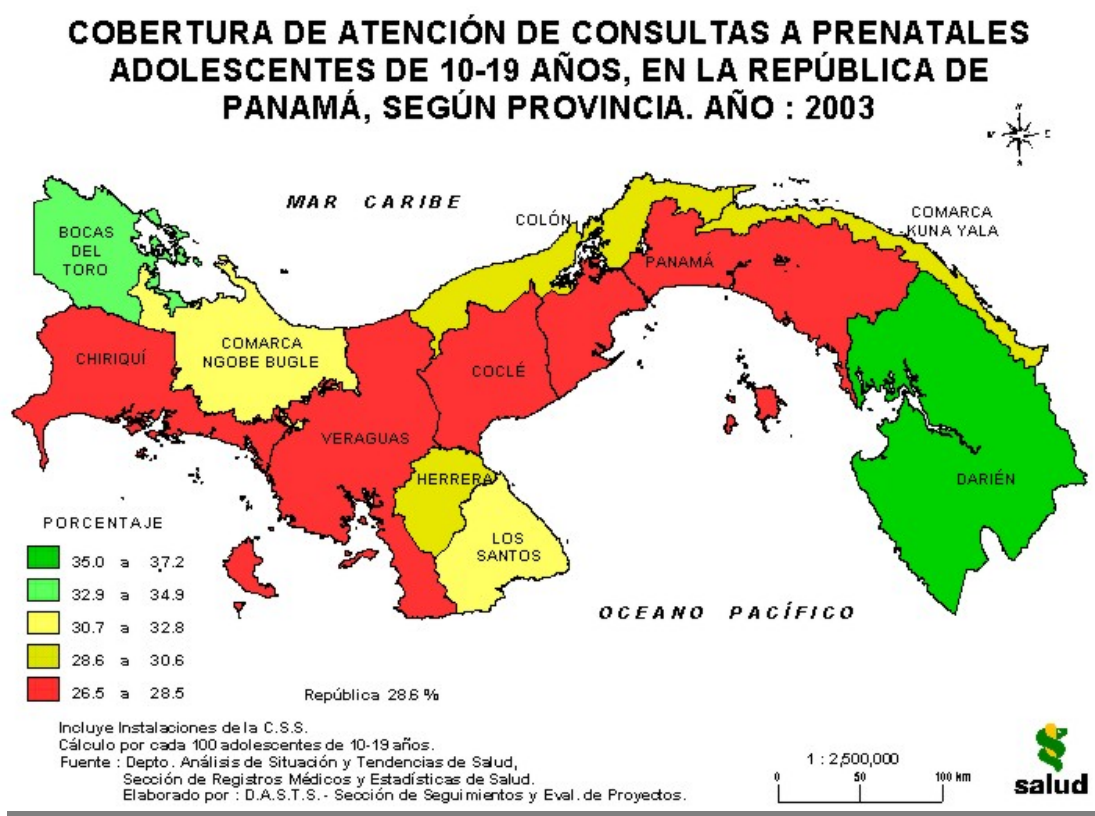 COBERTURA DE ATENCIÓN DE CONSULTAS A PRENATALES
ADOLESCENTES DE 10-19 AÑOS, EN LA REPÚBLICA DE
PANAMÁ, SEGÚN PROVINCIA. AÑO : 2003
N
E
S
MAR CARIBE
COLÓN
COMARCA
KUNA YALA
BOCAS
DEL
TORO
PANAMÁ
COMARCA
NGOBE BUGLE
CHIRIQUÍ
COCLÉ
VERAGUAS
HERRERA
DARIÉN
LOS
SANTOS
OCEANO PACÍFICO
PORCENTAJE
35.0 a 37.2
32.9 a 34.9
30.7 a 32.8
28.6 a 30.6
26.5 a 28.5
República 28.6 %
Incluye Instalaciones de la C.S.S.
Cálculo por cada 100 adolescentes de 10-19 años.
Fuente : Depto. Análisis de Situación y Tendencias de Salud,
Sección de Registros Médicos y Estadísticas de Salud.
Elaborado por : D.A.S.T.S.- Sección de Seguimientos y Eval. de Proyectos.
1 : 2,500,000
0 50 100 km
salud